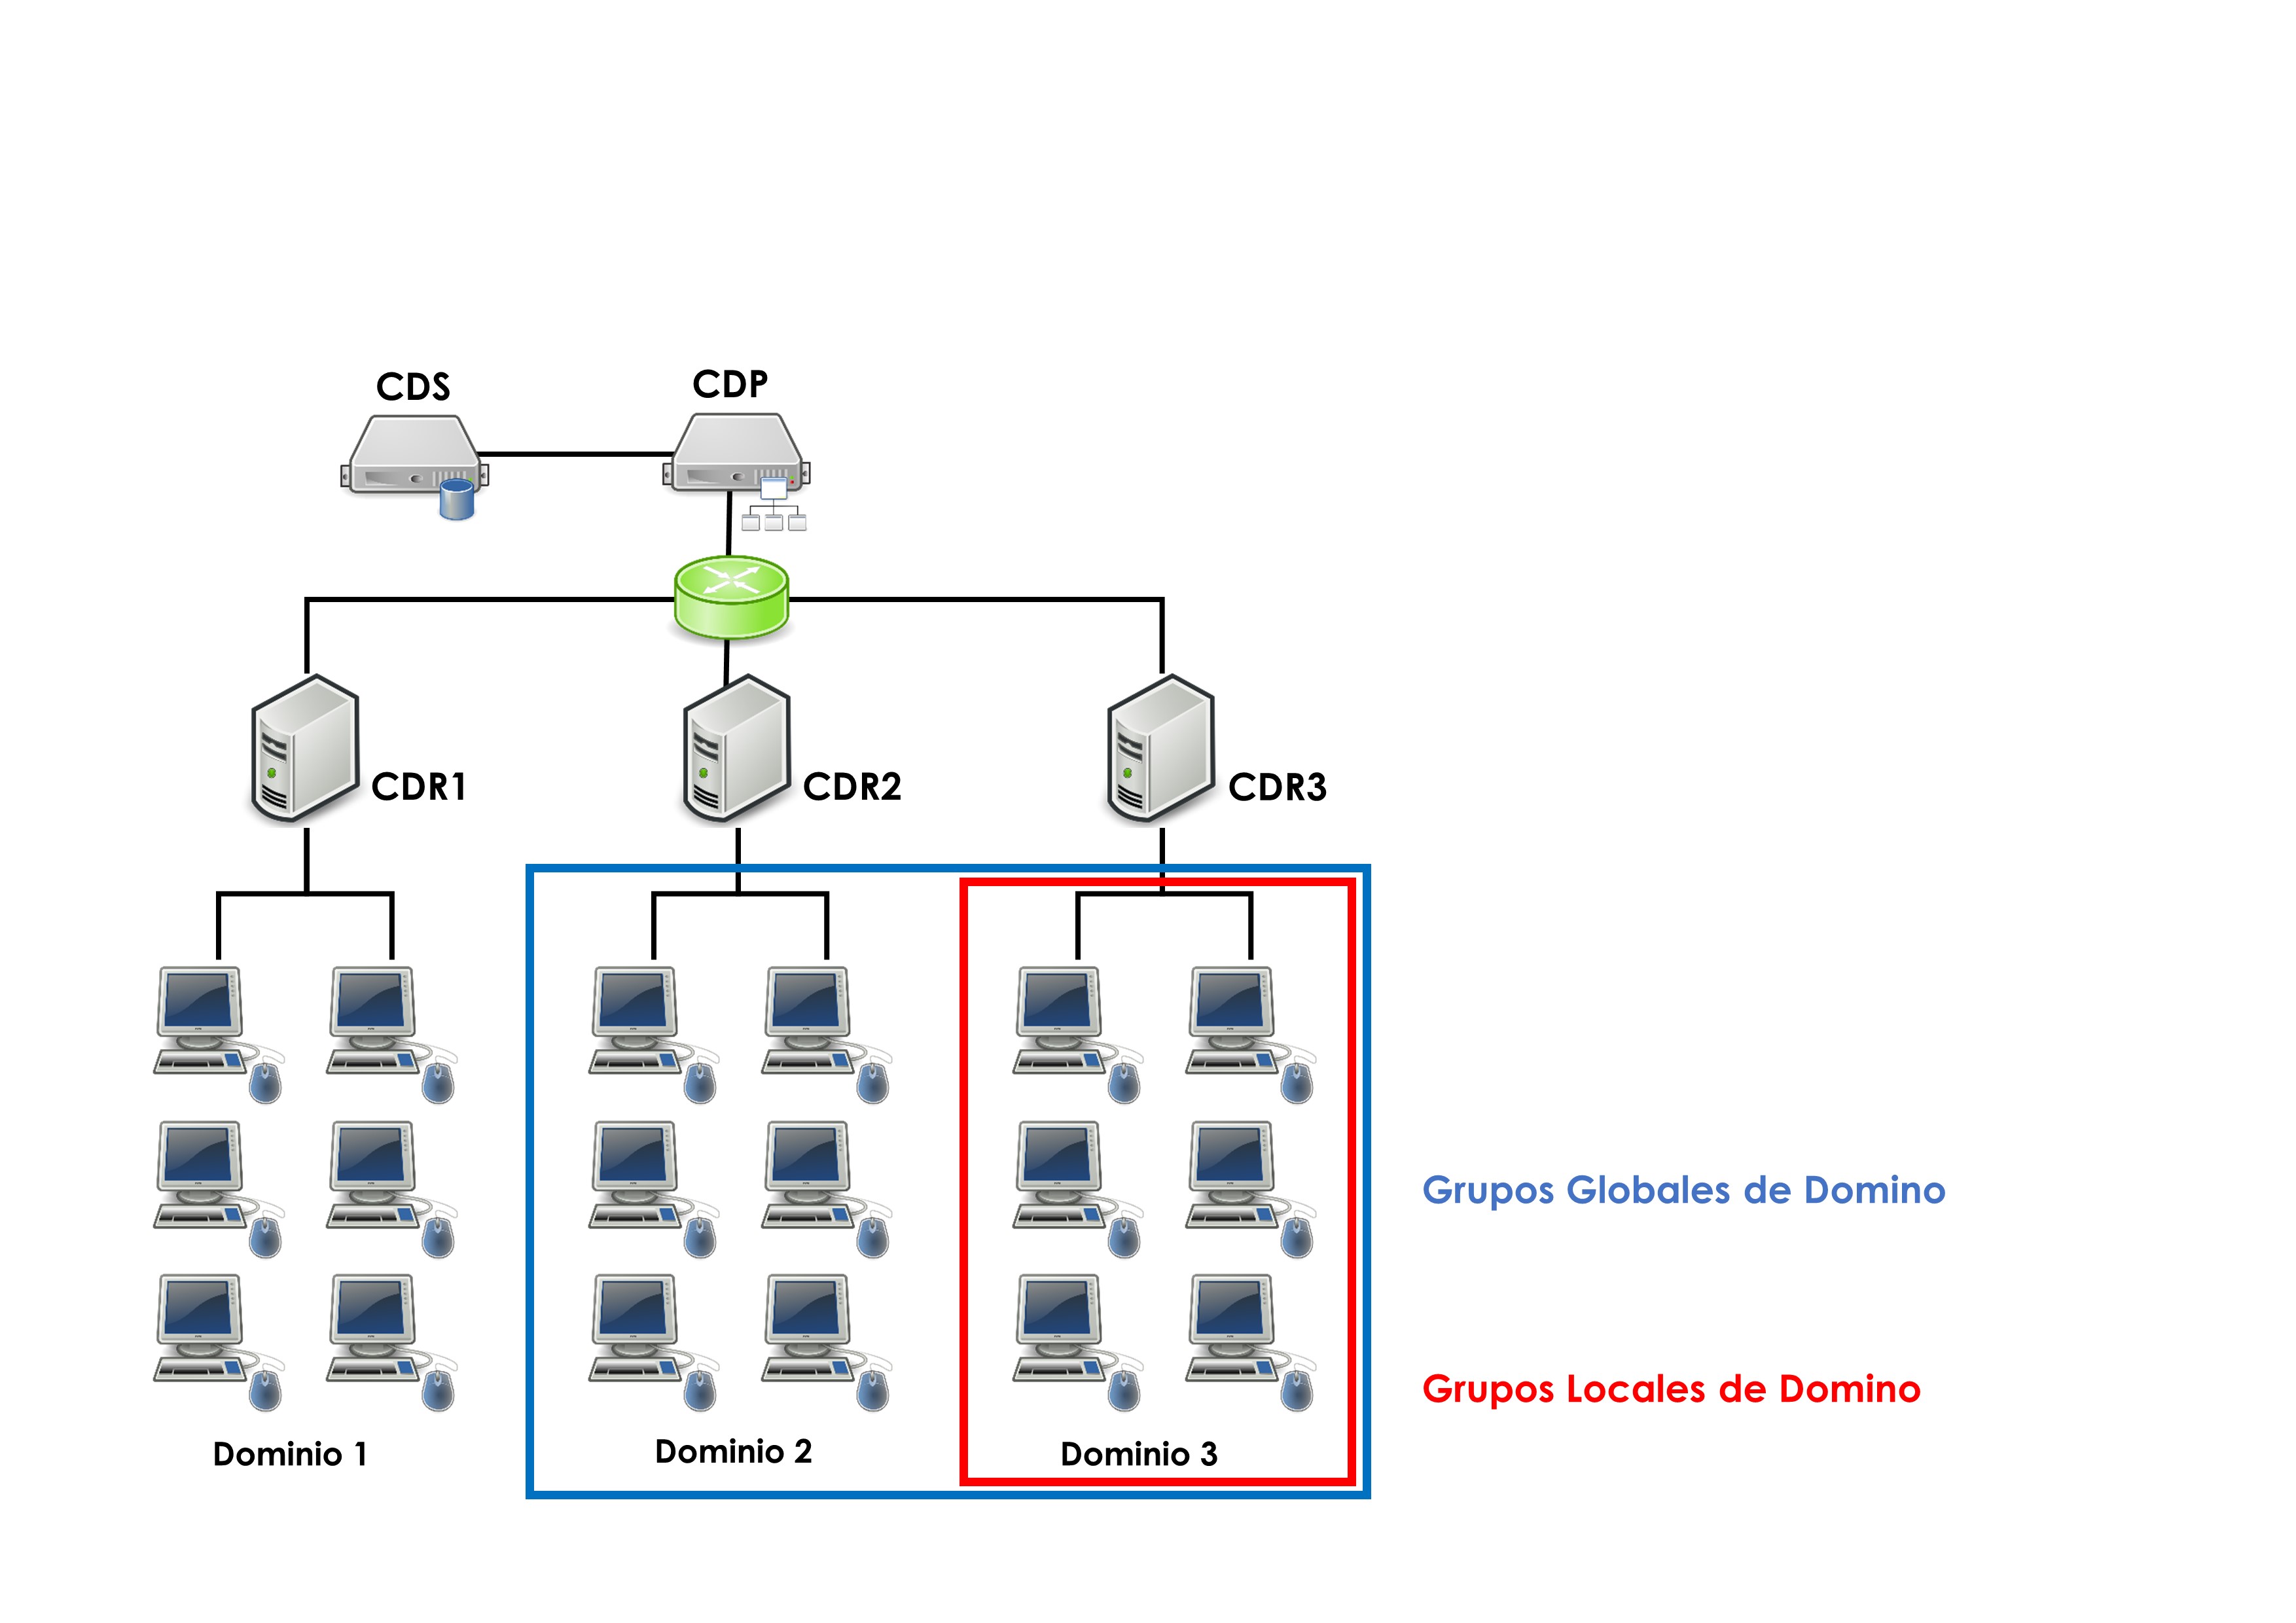 CDS
CDP
CDR1
CDR2
CDR3
Grupos Globales de Domino
Grupos Locales de Domino
Dominio 1
Dominio 2
Dominio 3